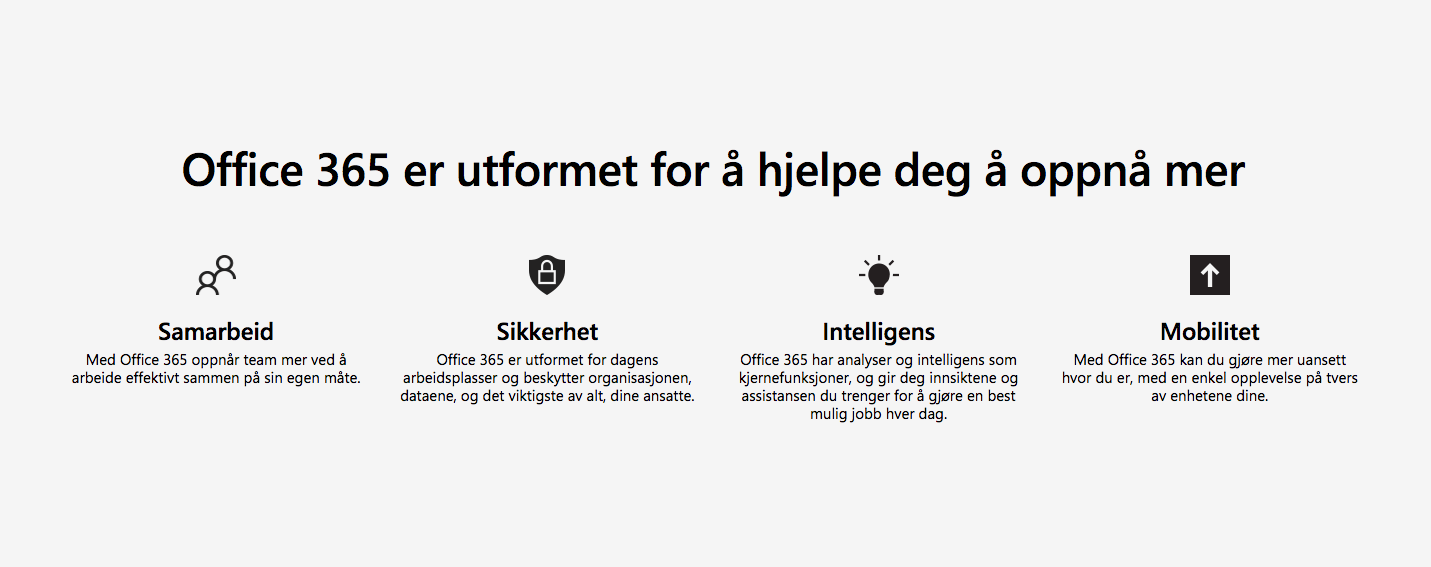 Office 365 er utformet for å hjelpe deg å oppnå mer
Samarbeid
Med Office 365 oppnår team mer ved å
arbeide effektivt sammen på sin egen måte.
Sikkerhet
Office 365 er utformet for dagens
arbeidsplasser og beskytter organisasjonen,
dataene, og det viktigste av alt, dine ansatte.
Intelligens
Office 365 har analyser og intelligens som
kjernefunksjoner, og gir deg innsiktene og
assistansen du trenger for å gjøre en best
mulig jobb hver dag.
Mobilitet
Med Office 365 kan du gjøre mer uansett
hvor du er, med en enkel opplevelse på tvers
av enhetene dine.